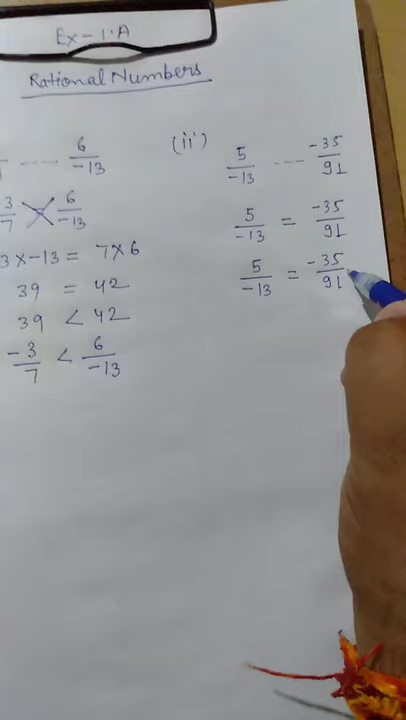 Ex-1.A
Rational Numbers
---- 6/-13
-3/7 6/-13
3 x -13 = 7 x 6
39 = 42
39 < 42
-3/7 < 6/-13
(ii) 5/-13 --- -35/91
5/-13 = -35/91
5/-13 = -35/91